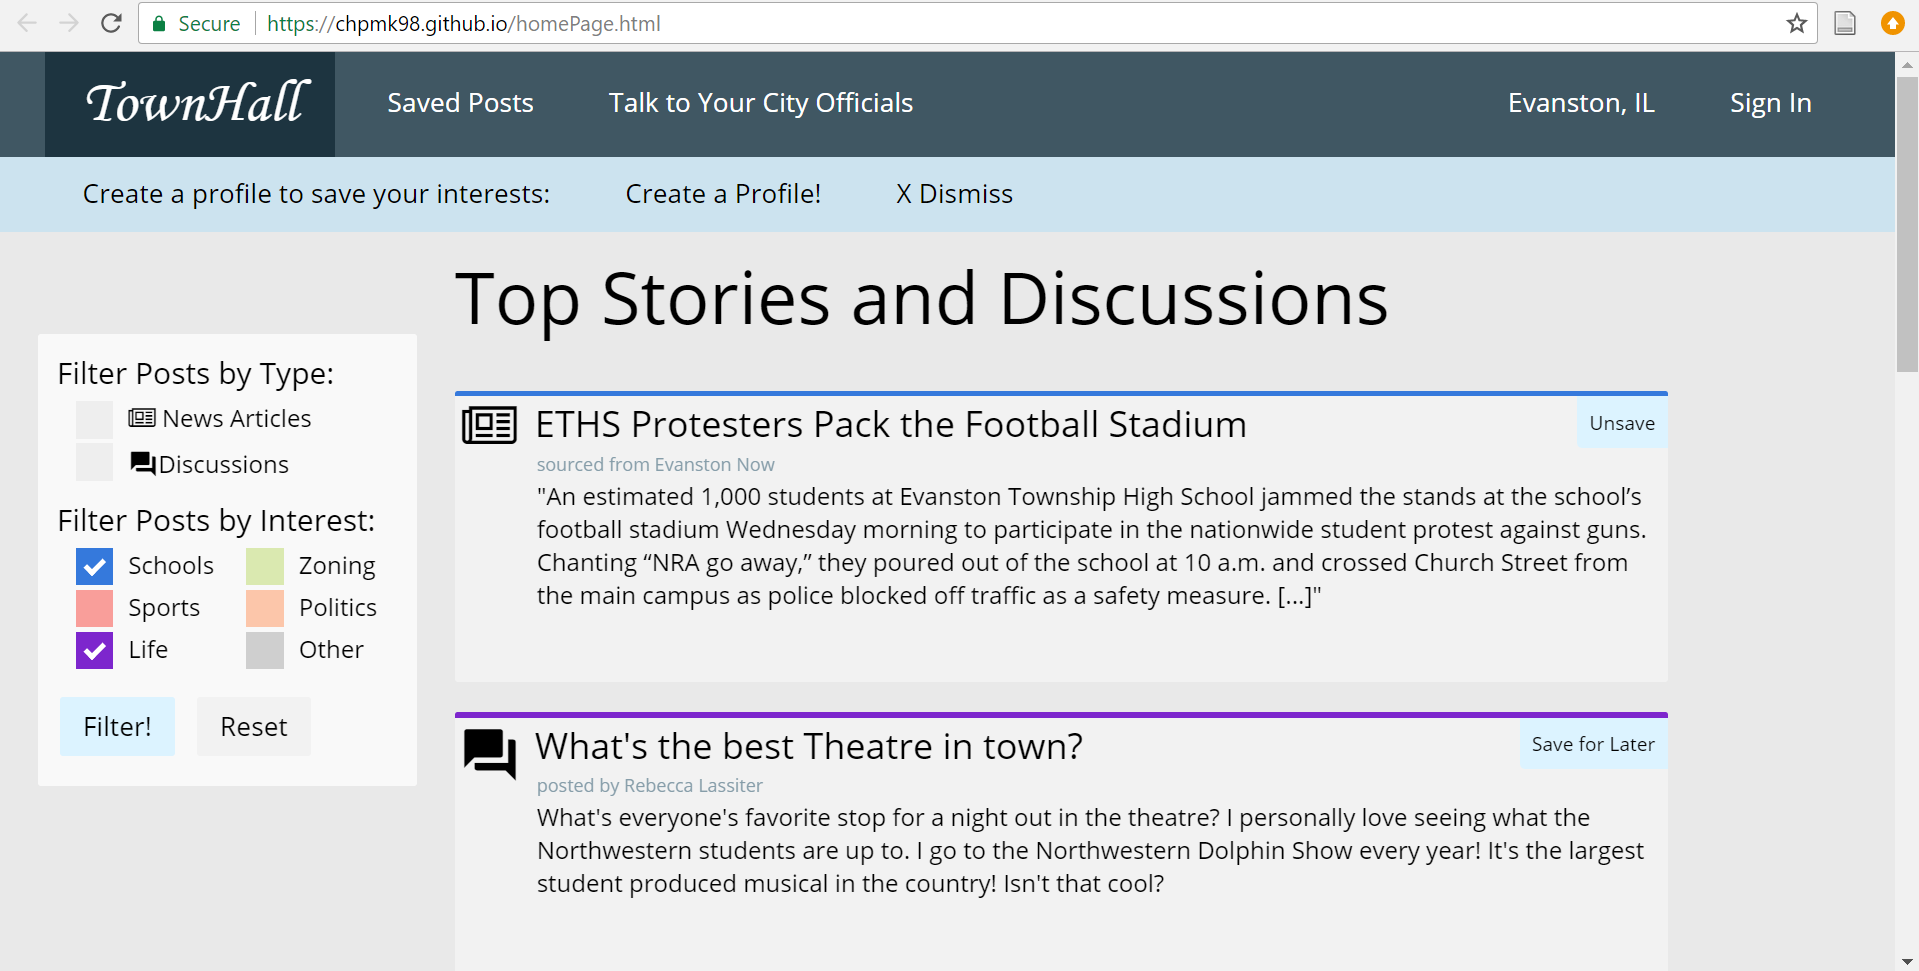 Secure https://chpmk98.github.io/homePage.html
TownHall Saved Posts Talk to Your City Officials Evanston, IL Sign In
Create a profile to save your interests: Create a Profile! X Dismiss
Top Stories and Discussions
Filter Posts by Type:
News Articles
Discussions
Filter Posts by Interest:
Schools Zoning
Sports Politics
Life Other
Filter! Reset
ETHS Protesters Pack the Football Stadium
Unsave
sourced from Evanston Now
"An estimated 1,000 students at Evanston Township High School jammed the stands at the school’s
football stadium Wednesday morning to participate in the nationwide student protest against guns.
Chanting “NRA go away,” they poured out of the school at 10 a.m. and crossed Church Street from
the main campus as police blocked off traffic as a safety measure. [...]"
What's the best Theatre in town?
Save for Later
posted by Rebecca Lassiter
What's everyone's favorite stop for a night out in the theatre? I personally love seeing what the
Northwestern students are up to. I go to the Northwestern Dolphin Show every year! It's the largest
student produced musical in the country! Isn't that cool?